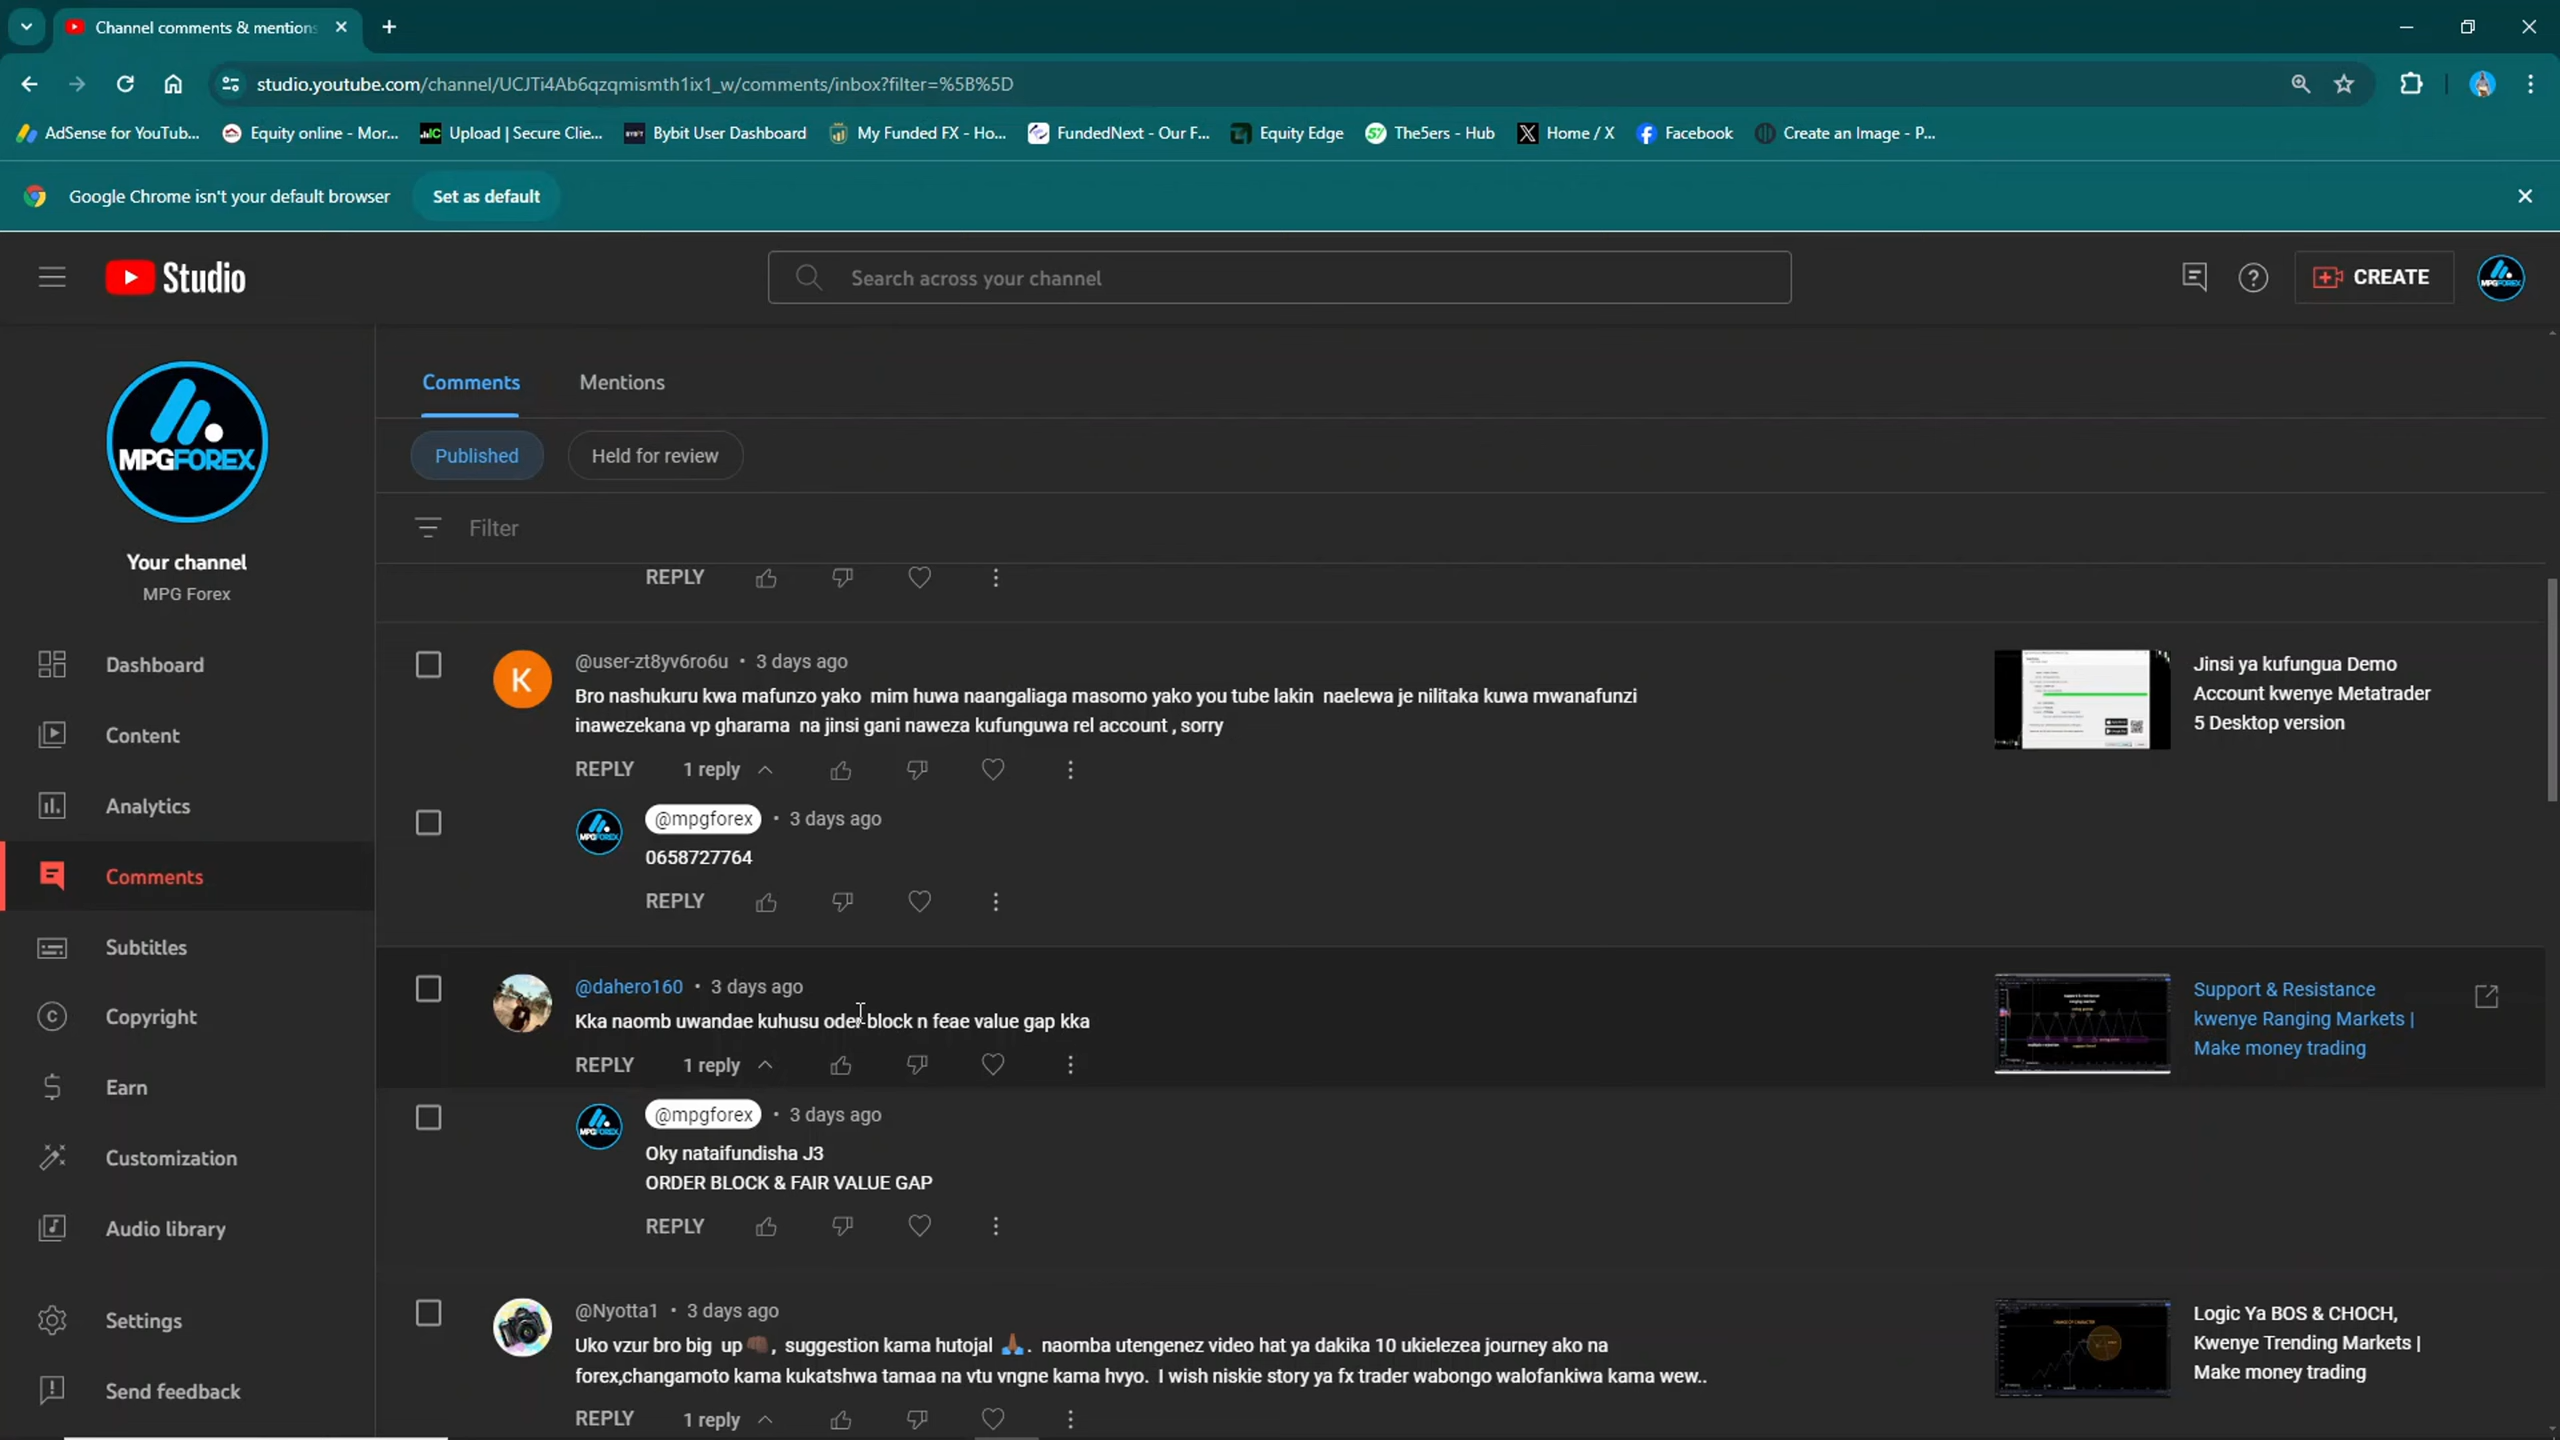 Channel comments & mentions
studio.youtube.com/channel/UCJTi4Ab6qzqmismth1ix1_w/comments/inbox?filter=%5B%5D
AdSense for YouTub... Equity online - Mor... Upload | Secure Clie... Bybit User Dashboard My Funded FX - Ho... FundedNext - Our F... Equity Edge The5ers - Hub Home / X Facebook Create an Image - P...
Google Chrome isn't your default browser Set as default
Studio
Search across your channel
CREATE
MPGFOREX
Your channel
MPG Forex
Dashboard
Content
Analytics
Comments
Subtitles
Copyright
Earn
Customization
Audio library
Settings
Send feedback
Comments Mentions
Published Held for review
Filter
REPLY
K
@user-zt8yv6ro6u • 3 days ago
Bro nashukuru kwa mafunzo yako mim huwa naangaliaga masomo yako you tube lakin naelewa je nilitaka kuwa mwanafunzi
inawezekana vp gharama na jinsi gani naweza kufunguwa rel account , sorry
REPLY 1 reply
Jinsi ya kufungua Demo
Account kwenye Metatrader
5 Desktop version
@mpgforex • 3 days ago
0658727764
REPLY
@dahero160 • 3 days ago
Kka naomb uwandae kuhusu oder block n feae value gap kka
REPLY 1 reply
Support & Resistance
kwenye Ranging Markets |
Make money trading
@mpgforex • 3 days ago
Oky nataifundisha J3
ORDER BLOCK & FAIR VALUE GAP
REPLY
@Nyotta1 • 3 days ago
Uko vzur bro big up👊🏿, suggestion kama hutojal 🙏🏾. naomba utengenez video hat ya dakika 10 ukielezea journey ako na
forex,changamoto kama kukatshwa tamaa na vtu vngne kama hvyo. I wish niskie story ya fx trader wabongo walofankiwa kama wew..
REPLY 1 reply
Logic Ya BOS & CHOCH,
Kwenye Trending Markets |
Make money trading